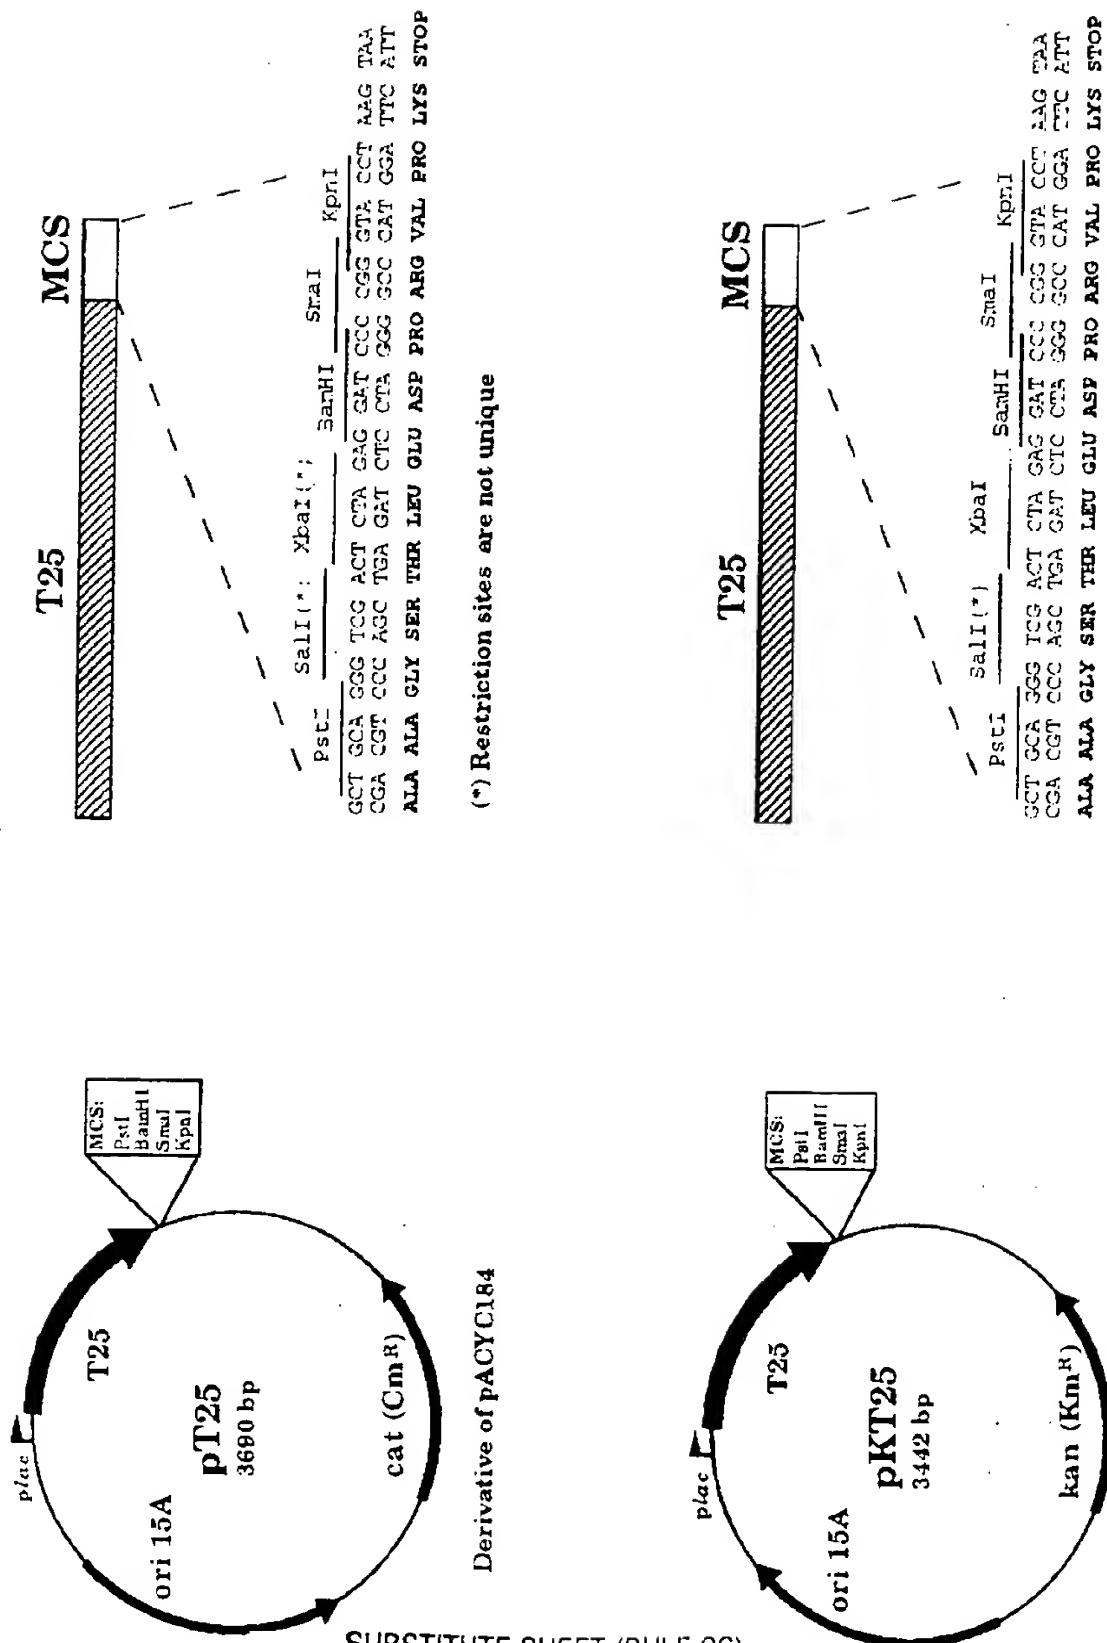 plac
T25
pT25
3690 bp
ori 15A
cat (Cm^R)
MCS:
PstI
BamHI
SmaI
KpnI
Derivative of pACYC184
T25
MCS
PstI SalI(*) XbaI(*) BamHI SmaI KpnI
GCT GCA GGG TCG ACT CTA GAG GAT CCC CGG GTA CCT AAG TAA
CGA CGT CCC AGC TGA GAT CTC CTA GGG GCC CAT GGA TTC ATT
ALA ALA GLY SER THR LEU GLU ASP PRO ARG VAL PRO LYS STOP
(*) Restriction sites are not unique
plac
T25
pKT25
3442 bp
ori 15A
kan (Km^R)
MCS:
PstI
BamHI
SmaI
KpnI
T25
MCS
PstI SalI(*) XbaI BamHI SmaI KpnI
GCT GCA GGG TCG ACT CTA GAG GAT CCC CGG GTA CCT AAG TAA
CGA CGT CCC AGC TGA GAT CTC CTA GGG GCC CAT GGA TTC ATT
ALA ALA GLY SER THR LEU GLU ASP PRO ARG VAL PRO LYS STOP
SUBSTITUTE SHEET (RULE 26)